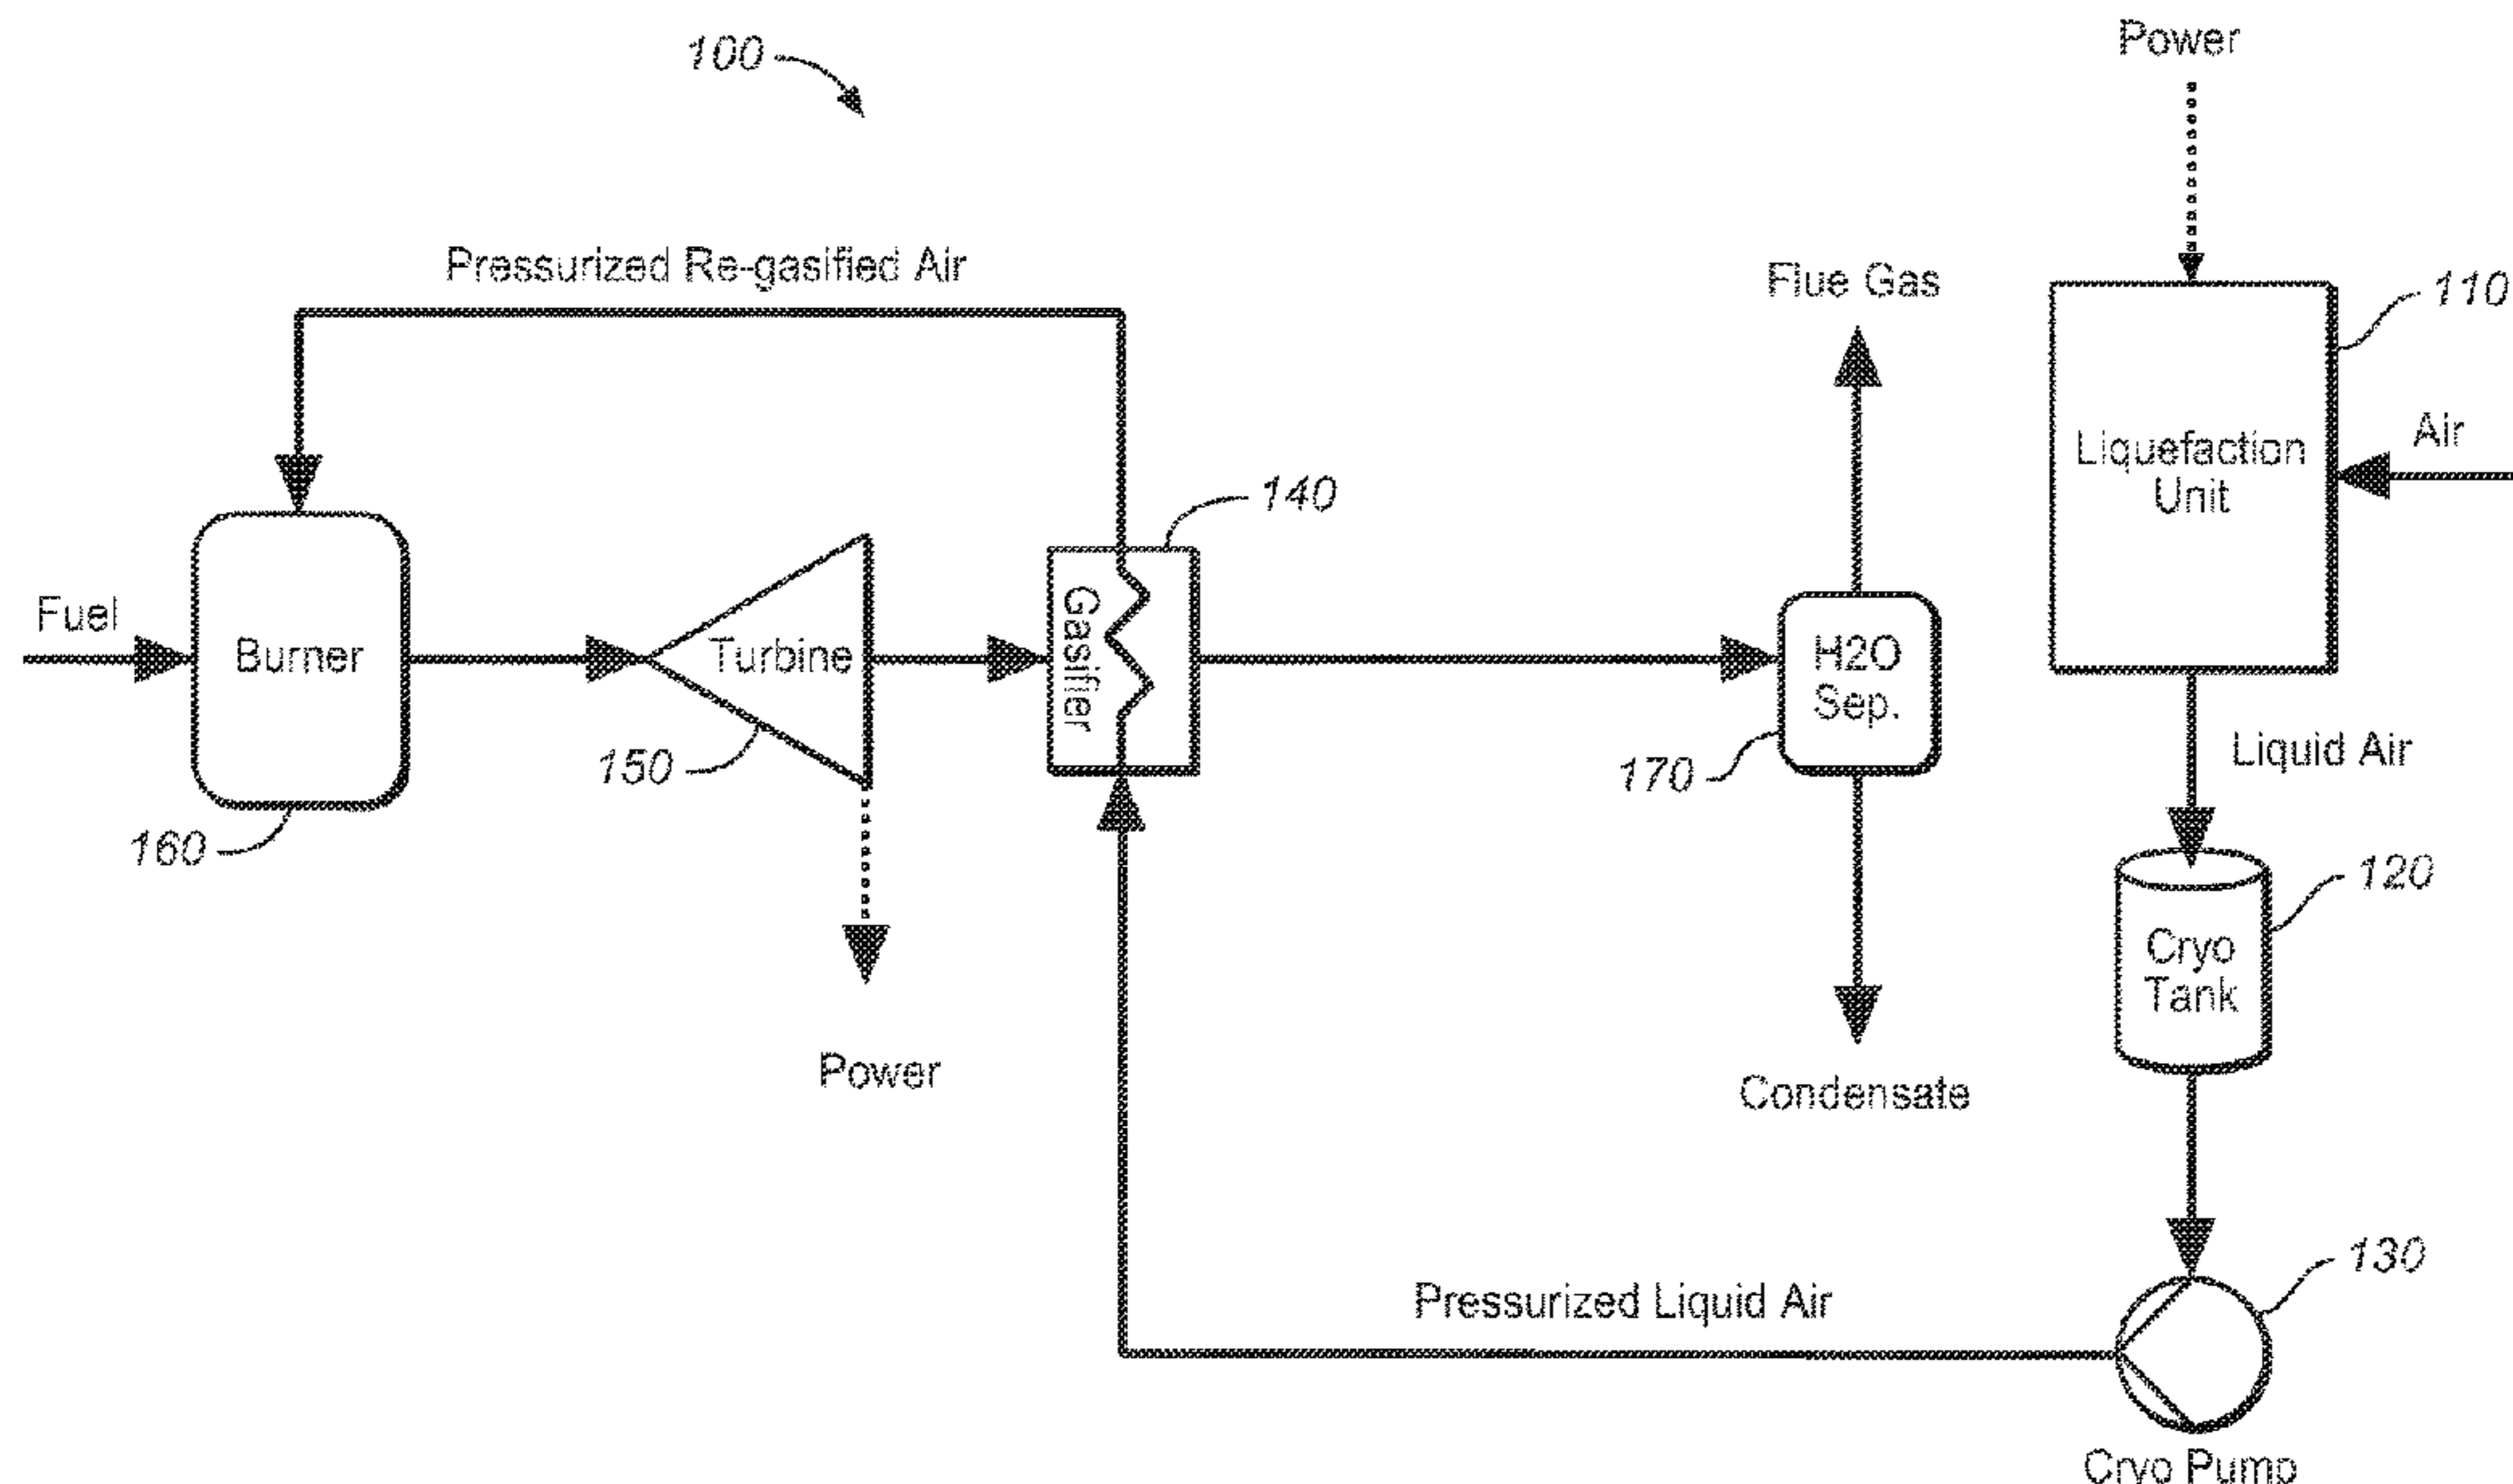 100
Power
Pressurized Re-gasified Air
Flue Gas
110
Air
Liquefaction
Unit
140
Fuel
Burner
Turbine
Gasifier
H2O
Sep.
150
170
Liquid Air
160
120
Cryo
Tank
Power
Condensate
130
Pressurized Liquid Air
Cryo Pump